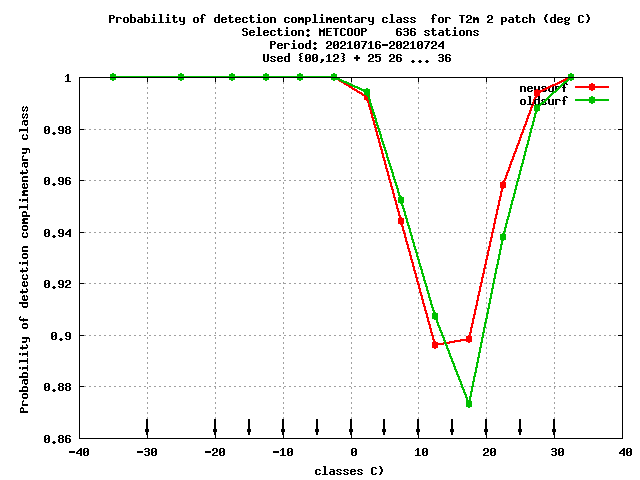 Probability of detection complimentary class  for T2m 2 patch (deg C)
Selection: METCOOP    636 stations
Period: 20210716-20210724
Used {00,12} + 25 26 ... 36
newsurf
oldsurf
Probability of detection complimentary class
1
0.98
0.96
0.94
0.92
0.9
0.88
0.86
-40 -30 -20 -10 0 10 20 30 40
classes C)